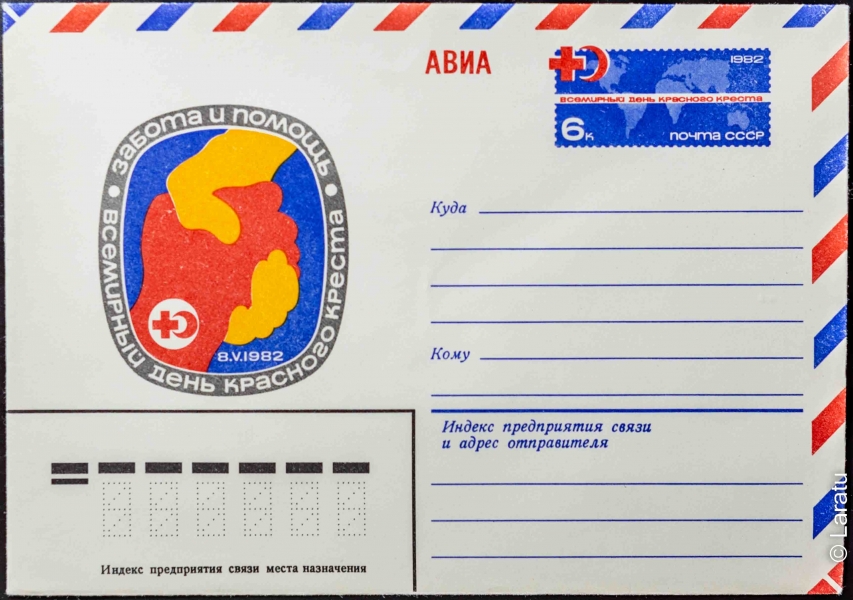 АВИА
1982
ВСЕМИРНЫЙ ДЕНЬ КРАСНОГО КРЕСТА
6к
ПОЧТА СССР
ЗАБОТА И ПОМОЩЬ
ВСЕМИРНЫЙ ДЕНЬ КРАСНОГО КРЕСТА
8.V.1982
Куда
Кому
Индекс предприятия связи
и адрес отправителя
Индекс предприятия связи места назначения
© Laratu